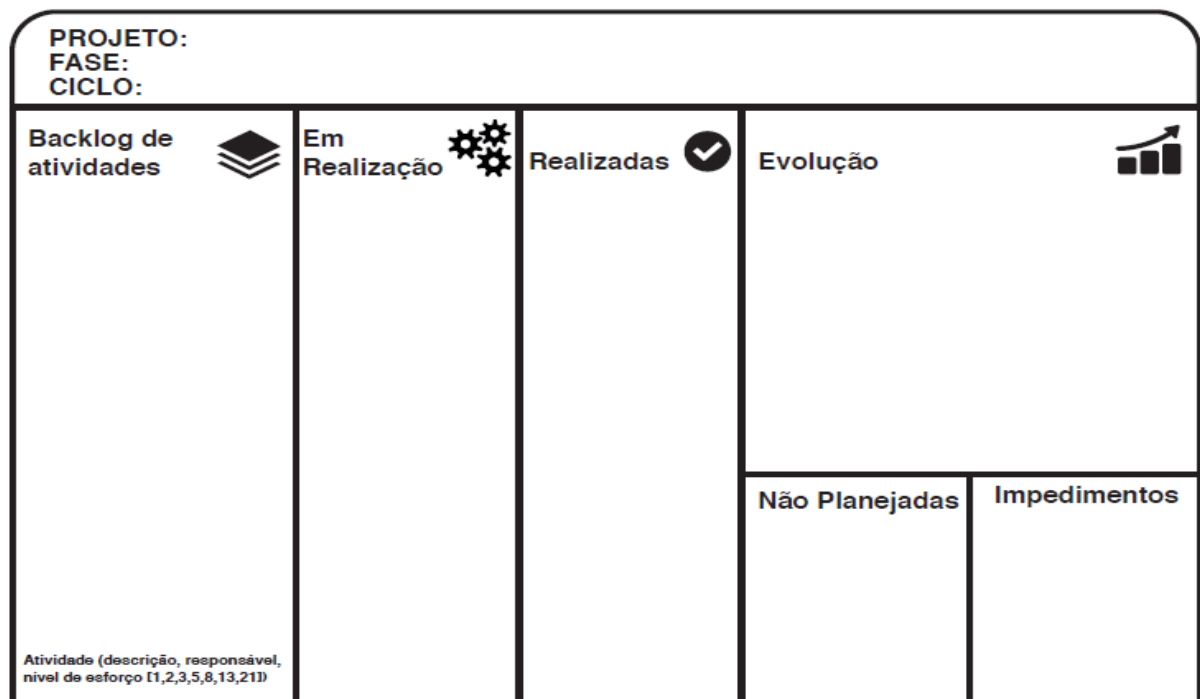 PROJETO:
FASE:
CICLO:
Backlog de
atividades
Em
Realização
Realizadas
Evolução
Não Planejadas
Impedimentos
Atividade (descrição, responsável,
nivel de esforço [1,2,3,5,8,13,21])